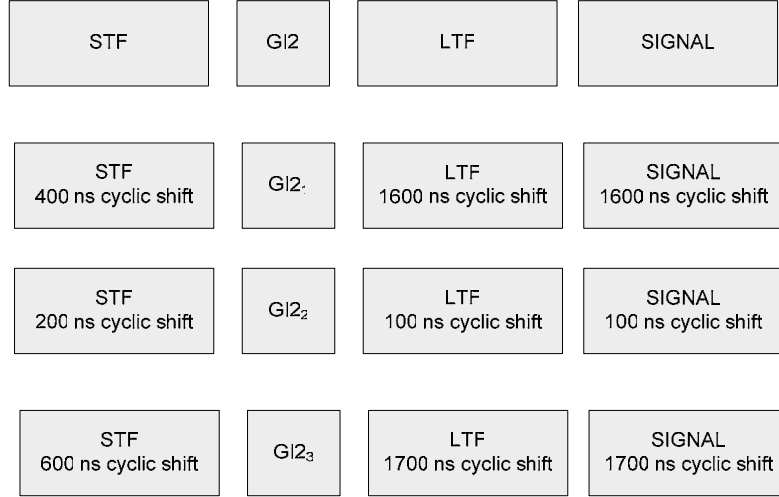 STF
GI2
LTF
SIGNAL
STF
400 ns cyclic shift
GI2₁
LTF
1600 ns cyclic shift
SIGNAL
1600 ns cyclic shift
STF
200 ns cyclic shift
GI2₂
LTF
100 ns cyclic shift
SIGNAL
100 ns cyclic shift
STF
600 ns cyclic shift
GI2₃
LTF
1700 ns cyclic shift
SIGNAL
1700 ns cyclic shift